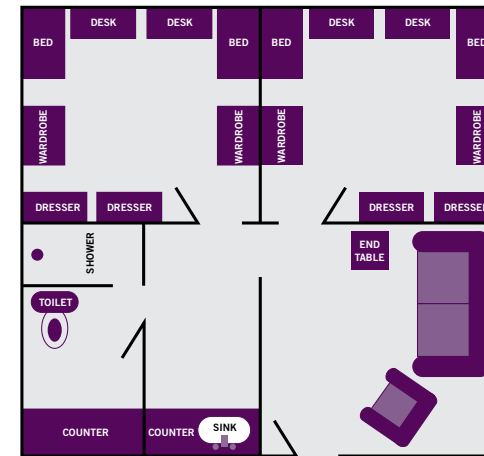 DESK
DESK
DESK
DESK
BED
BED
BED
BED
WARDROBE
WARDROBE
WARDROBE
WARDROBE
DRESSER
DRESSER
DRESSER
DRESSER
SHOWER
END
TABLE
TOILET
COUNTER
COUNTER
SINK